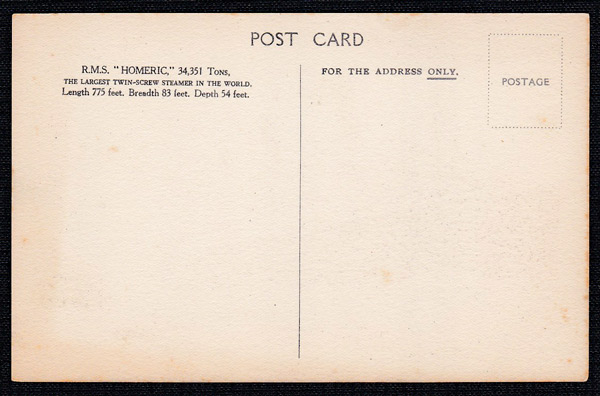 POST CARD
R.M.S. "HOMERIC," 34,351 Tons,
THE LARGEST TWIN-SCREW STEAMER IN THE WORLD.
Length 775 feet. Breadth 83 feet. Depth 54 feet.
FOR THE ADDRESS ONLY.
POSTAGE